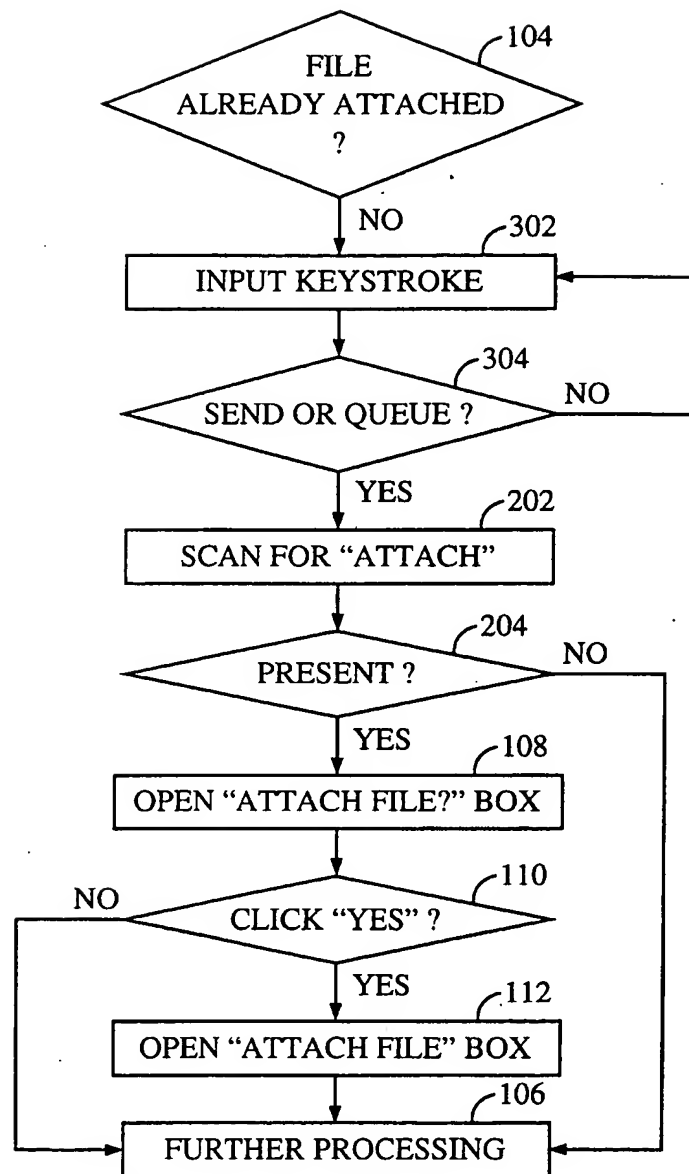 104
FILE
ALREADY ATTACHED
?
NO
302
INPUT KEYSTROKE
304
SEND OR QUEUE ?
NO
YES
202
SCAN FOR “ATTACH”
204
PRESENT ?
NO
YES
108
OPEN “ATTACH FILE?” BOX
110
NO
CLICK “YES” ?
YES
112
OPEN “ATTACH FILE” BOX
106
FURTHER PROCESSING